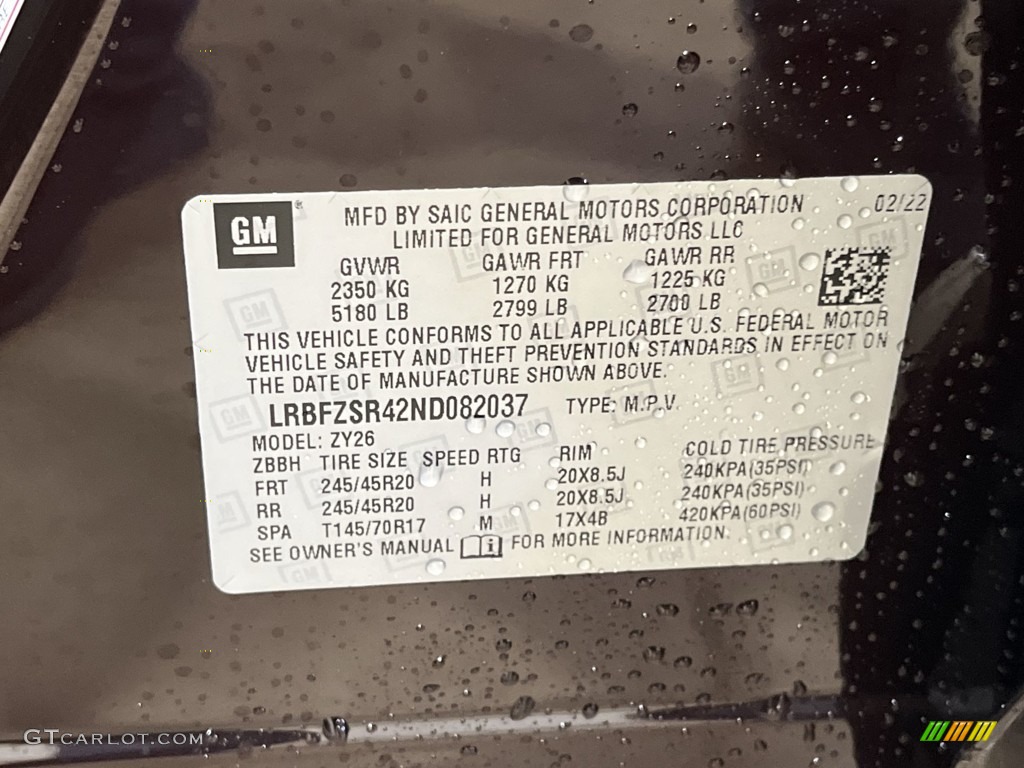 GM ® MFD BY SAIC GENERAL MOTORS CORPORATION 02/22
LIMITED FOR GENERAL MOTORS LLC
GVWR GAWR FRT GAWR RR
2350 KG 1270 KG 1225 KG
5180 LB 2799 LB 2700 LB
THIS VEHICLE CONFORMS TO ALL APPLICABLE U.S. FEDERAL MOTOR
VEHICLE SAFETY AND THEFT PREVENTION STANDARDS IN EFFECT ON
THE DATE OF MANUFACTURE SHOWN ABOVE.
LRBFZSR42ND082037 TYPE: M.P.V.
MODEL: ZY26
ZBBH TIRE SIZE SPEED RTG RIM COLD TIRE PRESSURE
FRT 245/45R20 H 20X8.5J 240KPA(35PSI)
RR 245/45R20 H 20X8.5J 240KPA(35PSI)
SPA T145/70R17 M 17X4B 420KPA(60PSI)
SEE OWNER'S MANUAL i FOR MORE INFORMATION.
GTCARLOT.COM